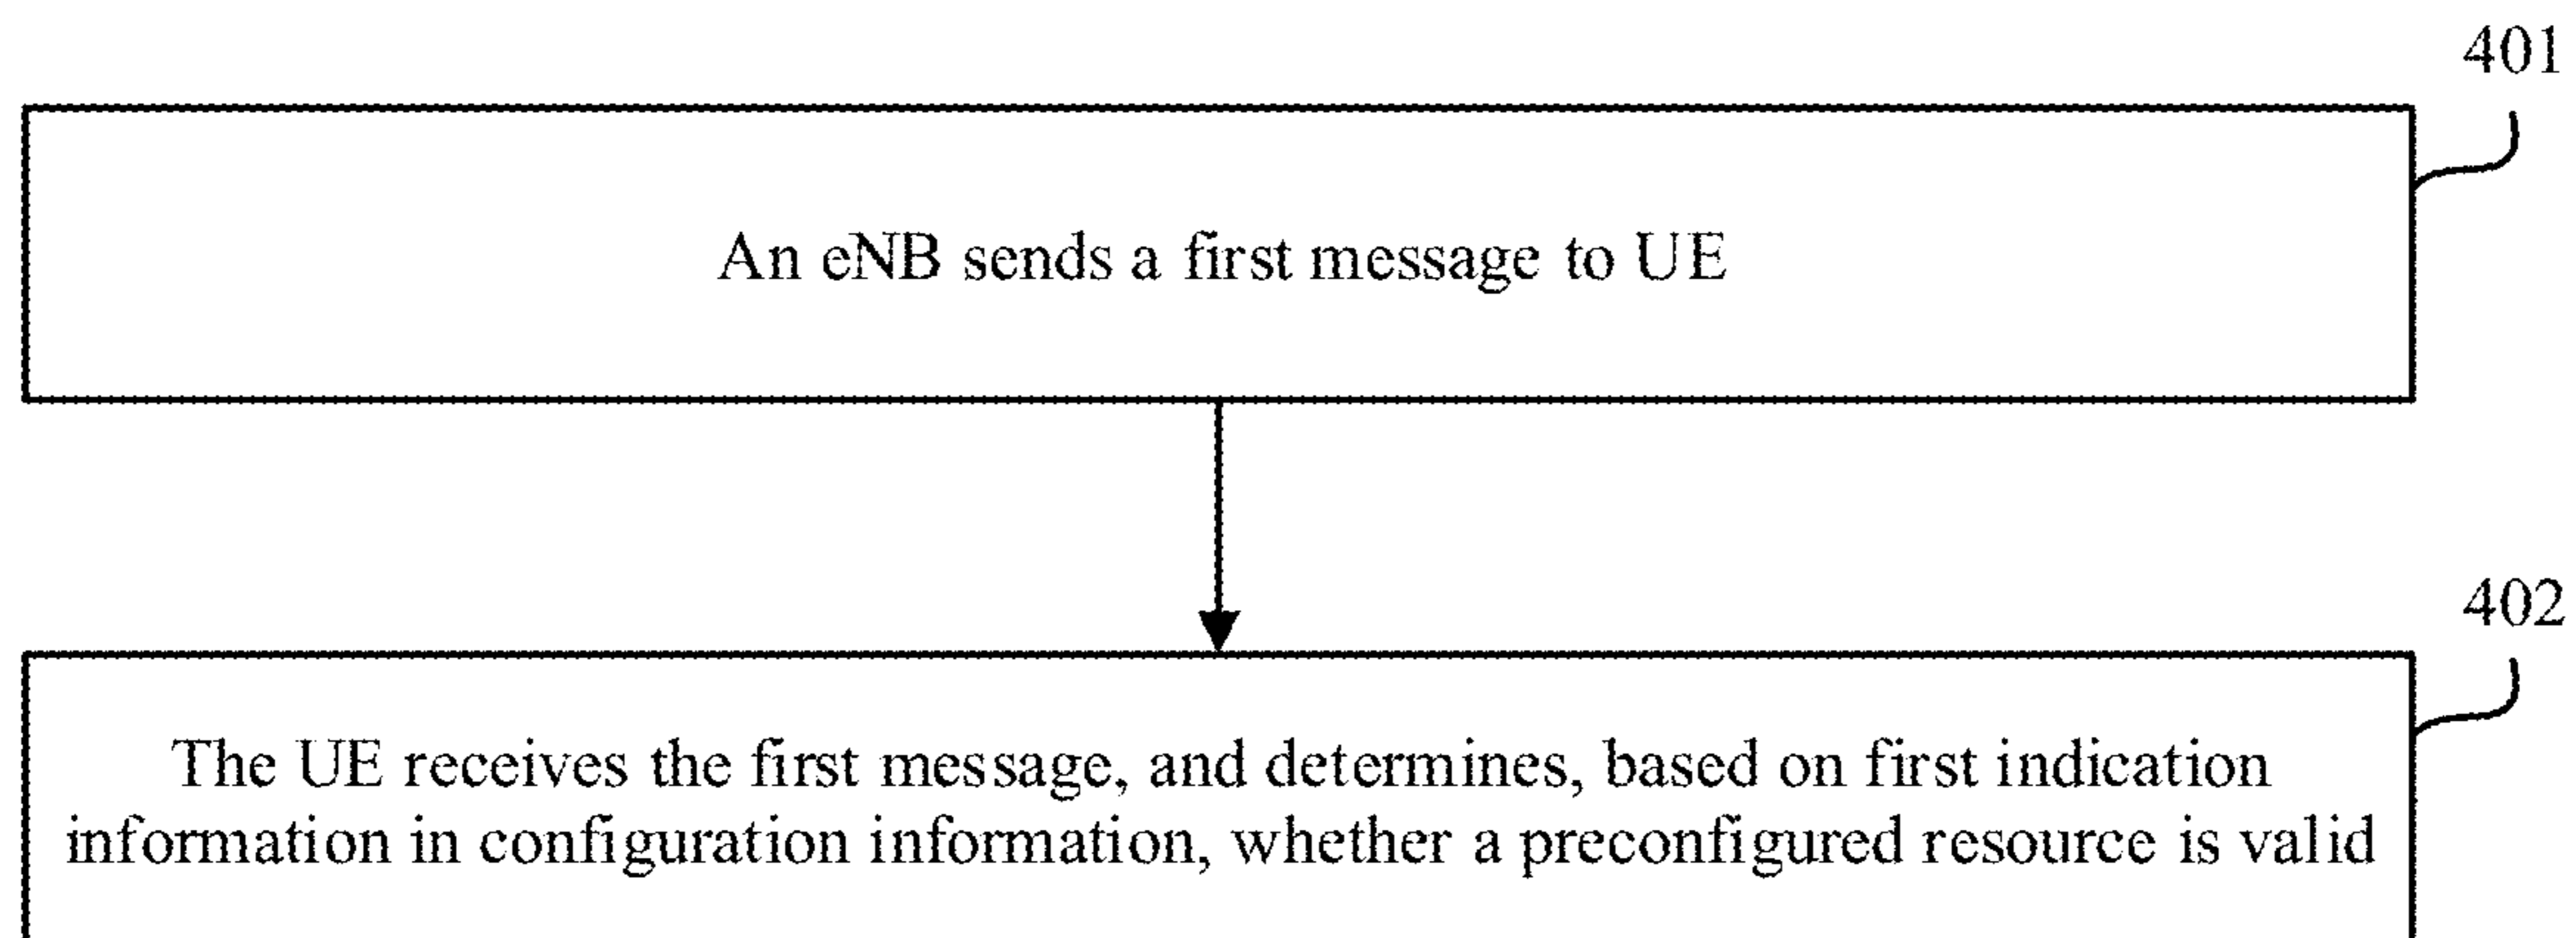 401
An eNB sends a first message to UE
402
The UE receives the first message, and determines, based on first indication
information in configuration information, whether a preconfigured resource is valid